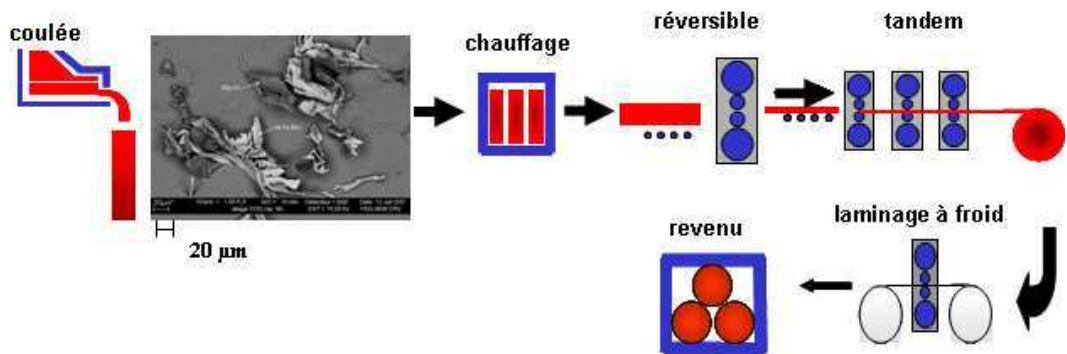 coulée
chauffage
réversible
tandem
20 µm
revenu
laminage à froid